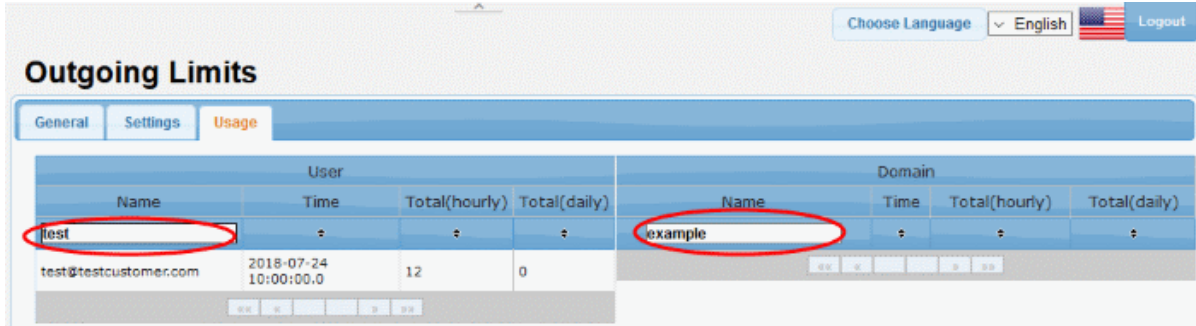 Choose Language English Logout
Outgoing Limits
General Settings Usage
User Domain
Name Time Total(hourly) Total(daily) Name Time Total(hourly) Total(daily)
test example
test@testcustomer.com 2018-07-24 12 0
10:00:00.0
«« « » »» «« « » »»